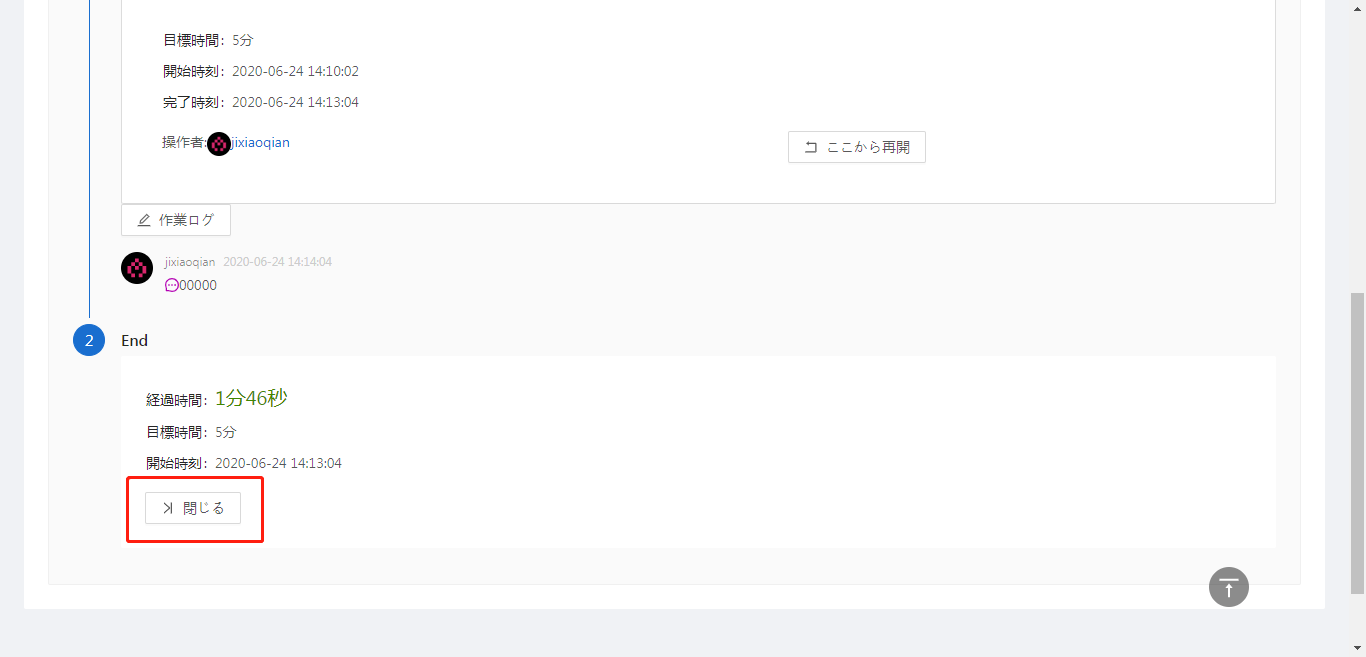 目標時間： 5分
開始時刻： 2020-06-24 14:10:02
完了時刻： 2020-06-24 14:13:04
操作者: jixiaoqian
ここから再開
作業ログ
jixiaoqian 2020-06-24 14:14:04
00000
2 End
経過時間： 1分46秒
目標時間： 5分
開始時刻： 2020-06-24 14:13:04
閉じる